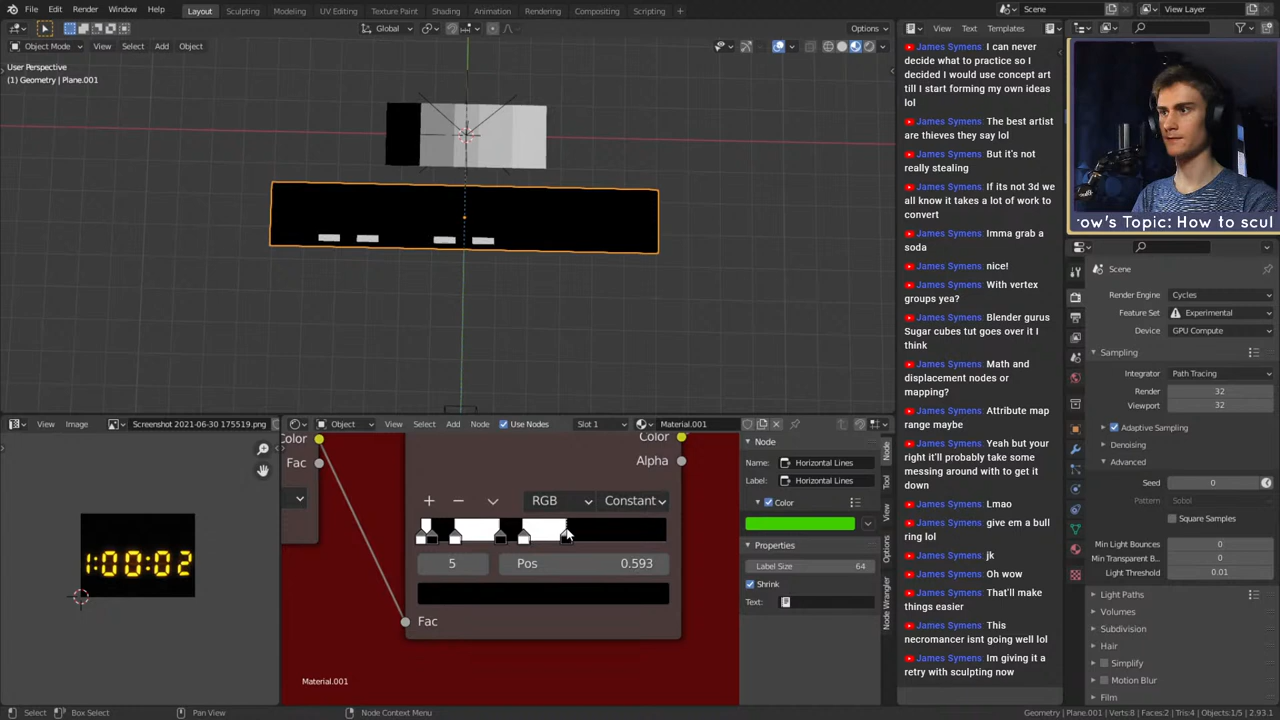 File Edit Render Window Help Layout Sculpting Modeling UV Editing Texture Paint Shading Animation Rendering Compositing Scripting + Scene View Layer
Global Options
Object Mode View Select Add Object
User Perspective
(1) Geometry | Plane.001
View Image Screenshot 2021-06-30 175519.png
1:00:02
Object View Select Add Node Use Nodes Slot 1 Material.001
Color
Fac
Color
Alpha
RGB Constant
5 Pos 0.593
Fac
Material.001
Node
Name: Horizontal Lines
Label: Horizontal Lines
Color
Properties
Label Size 64
Shrink
Text:
Node
Tool
View
Options
Node Wrangler
View Text Templates
James Symens: I can never
decide what to practice so I
decided I would use concept art
till I start forming my own ideas
lol
James Symens: The best artist
are thieves they say lol
James Symens: But it's not
really stealing
James Symens: If its not 3d we
all know it takes a lot of work to
convert
James Symens: Imma grab a
soda
James Symens: nice!
James Symens: With vertex
groups yea?
James Symens: Blender gurus
Sugar cubes tut goes over it I
think
James Symens: Math and
displacement nodes or
mapping?
James Symens: Attribute map
range maybe
James Symens: Yeah but your
right it'll probably take some
messing around with to get it
down
James Symens: Lmao
James Symens: give em a bull
ring lol
James Symens: jk
James Symens: Oh wow
James Symens: That'll make
things easier
James Symens: This
necromancer isnt going well lol
James Symens: Im giving it a
retry with sculpting now
row's Topic: How to scul
Scene
Render Engine Cycles
Feature Set Experimental
Device GPU Compute
Sampling
Integrator Path Tracing
Render 32
Viewport 32
Adaptive Sampling
Denoising
Advanced
Seed 0
Pattern Sobol
Square Samples
Min Light Bounces 0
Min Transparent B... 0
Light Threshold 0.01
Light Paths
Volumes
Subdivision
Hair
Simplify
Motion Blur
Film
Select Box Select Pan View Node Context Menu Geometry | Plane.001 | Verts:8 | Faces:2 | Tris:4 | Objects:1/5 | 2.93.1